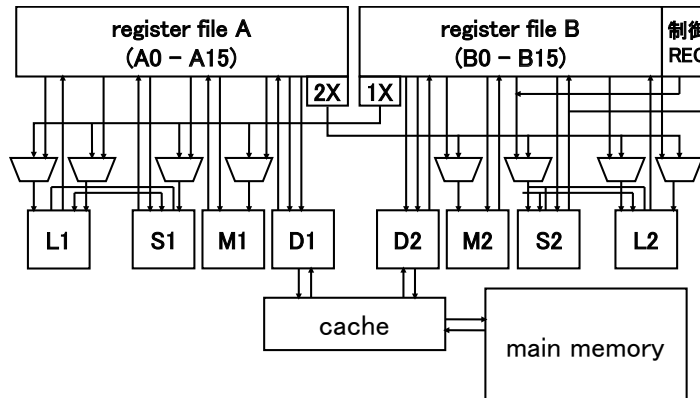 register file A
(A0 – A15)
2X
register file B
(B0 – B15)
1X
制御
REG
L1
S1
M1
D1
D2
M2
S2
L2
cache
main memory